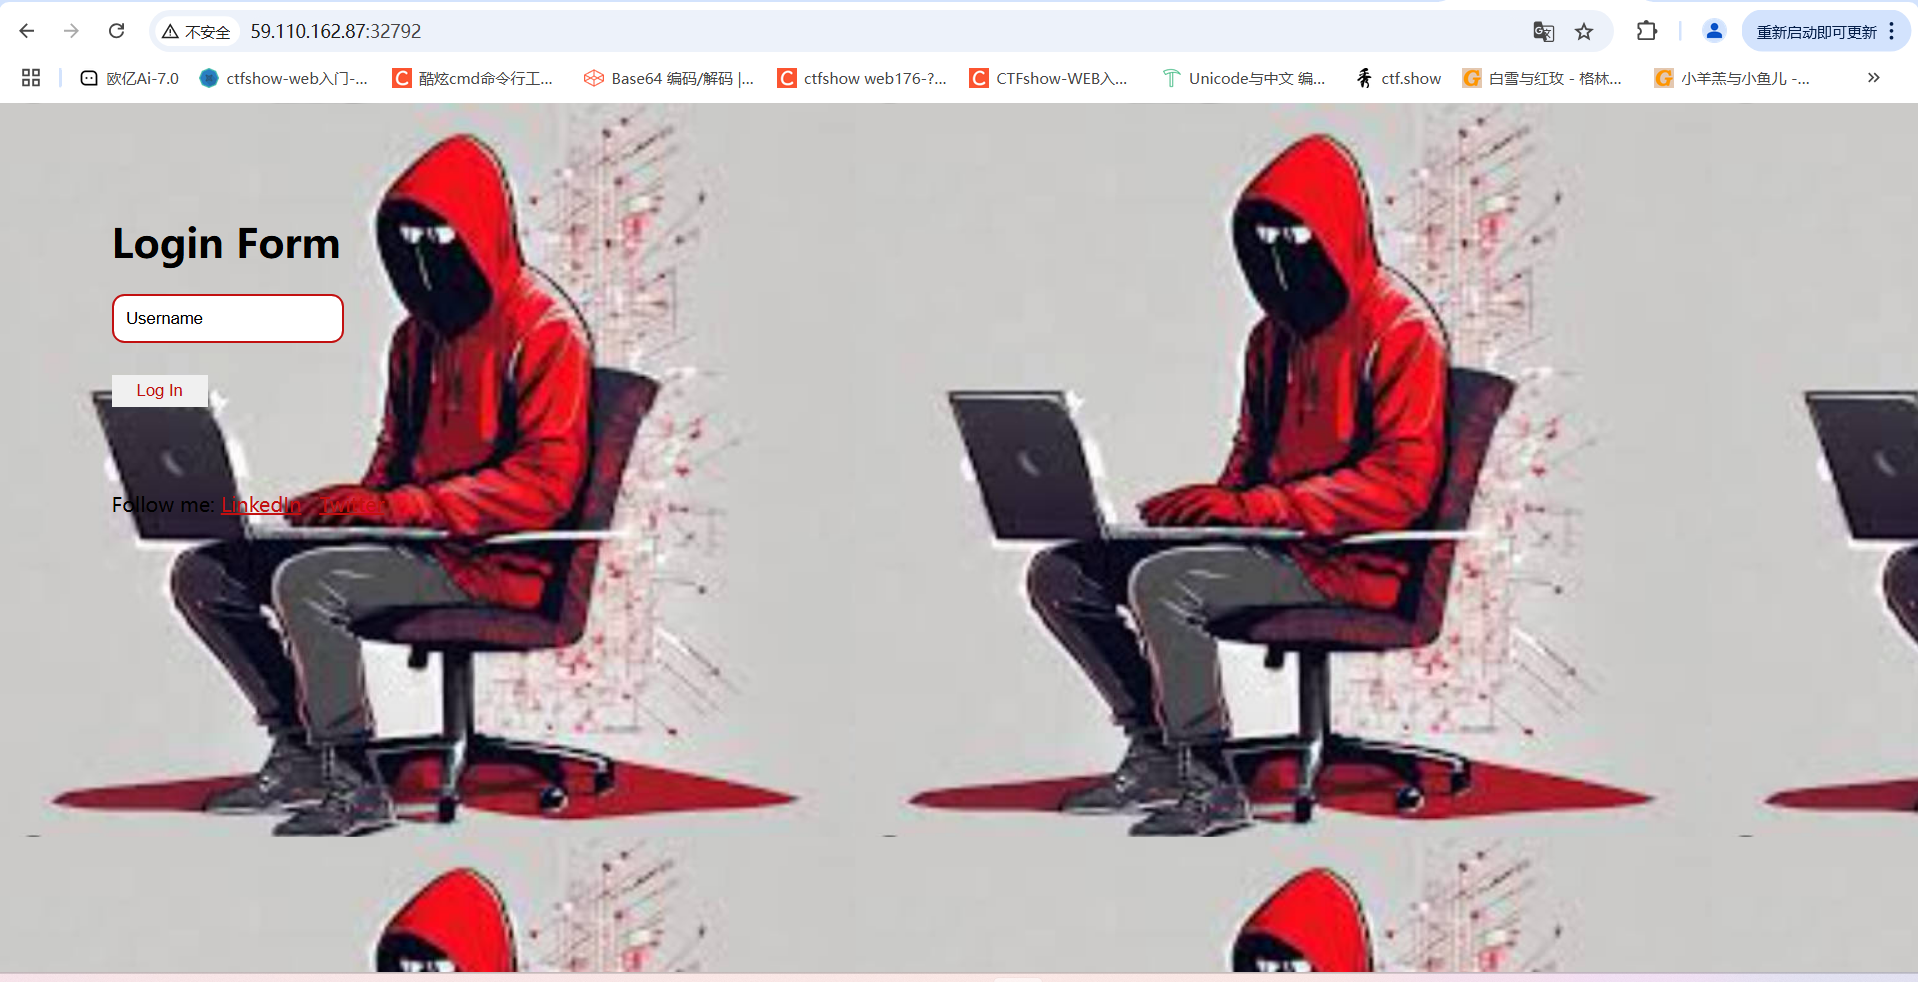 不安全 59.110.162.87:32792 重新启动即可更新
欧亿Ai-7.0 ctfshow-web入门-... 酷炫cmd命令行工... Base64 编码/解码 |... ctfshow web176-?... CTFshow-WEB入... Unicode与中文 编... ctf.show 白雪与红玫 - 格林... 小羊羔与小鱼儿 -... »
Login Form
Username
Log In
Follow me: LinkedIn Twitter